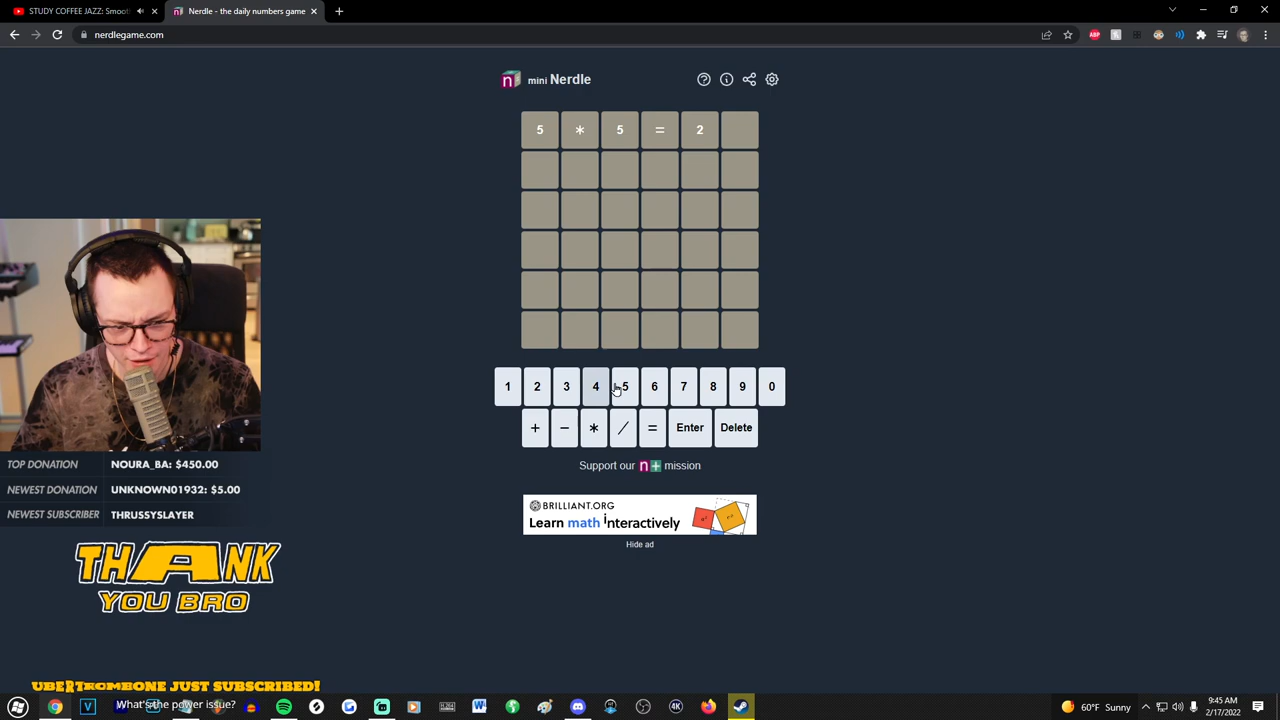 STUDY COFFEE JAZZ: Smoot
Nerdle - the daily numbers game
nerdlegame.com
n mini Nerdle
5 * 5 = 2
1 2 3 4 5 6 7 8 9 0
+ − * / = Enter Delete
Support our n+ mission
BRILLIANT.ORG
Learn math interactively
Hide ad
TOP DONATION NOURA_BA: $450.00
NEWEST DONATION UNKNOWN01932: $5.00
NEWEST SUBSCRIBER THRUSSYSLAYER
THANK
YOU BRO
UBERTROMBONE JUST SUBSCRIBED!
What's the power issue?
60°F Sunny
9:45 AM
2/17/2022